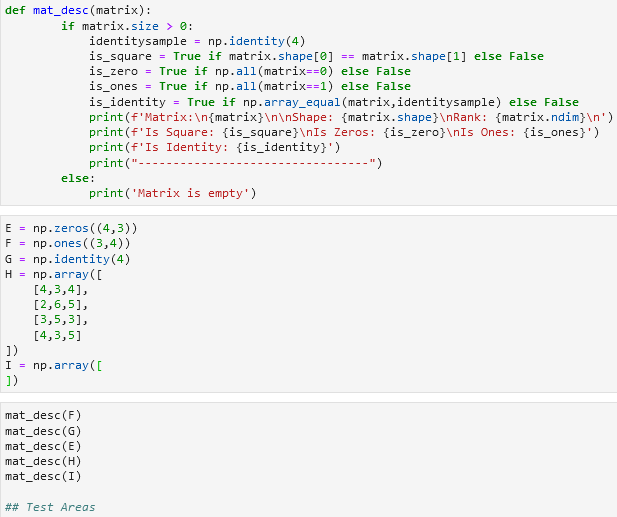 def mat_desc(matrix):
        if matrix.size > 0:
            identitysample = np.identity(4)
            is_square = True if matrix.shape[0] == matrix.shape[1] else False
            is_zero = True if np.all(matrix==0) else False
            is_ones = True if np.all(matrix==1) else False
            is_identity = True if np.array_equal(matrix,identitysample) else False
            print(f'Matrix:\n{matrix}\n\nShape: {matrix.shape}\nRank: {matrix.ndim}\n')
            print(f'Is Square: {is_square}\nIs Zeros: {is_zero}\nIs Ones: {is_ones}')
            print(f'Is Identity: {is_identity}')
            print("---------------------------------")
        else:
            print('Matrix is empty')
E = np.zeros((4,3))
F = np.ones((3,4))
G = np.identity(4)
H = np.array([
    [4,3,4],
    [2,6,5],
    [3,5,3],
    [4,3,5]
])
I = np.array([
])
mat_desc(F)
mat_desc(G)
mat_desc(E)
mat_desc(H)
mat_desc(I)
## Test Areas